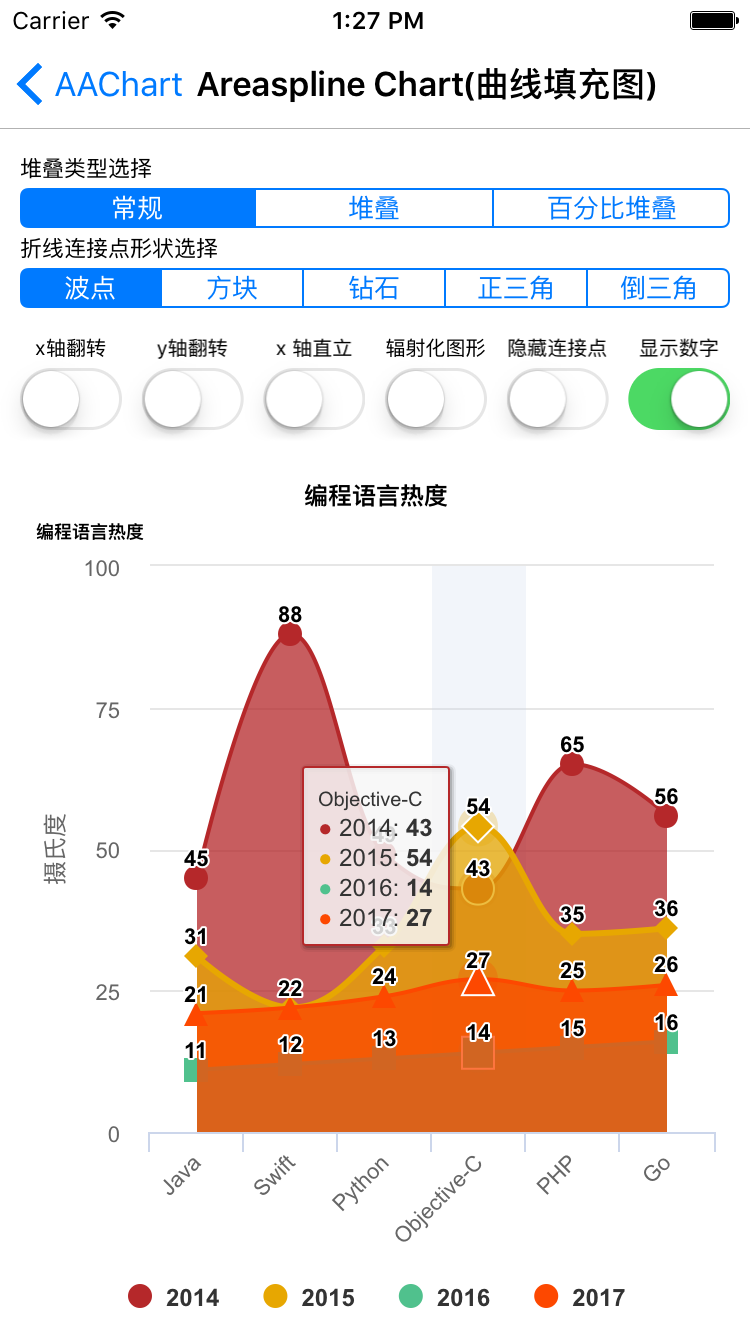 Carrier 1:27 PM
AAChart Areaspline Chart(曲线填充图)
堆叠类型选择
常规 堆叠 百分比堆叠
折线连接点形状选择
波点 方块 钻石 正三角 倒三角
x轴翻转 y轴翻转 x 轴直立 辐射化图形 隐藏连接点 显示数字
编程语言热度
编程语言热度
100
75
50
25
0
摄氏度
88
65
56
54
45
43
35
36
31
33
27
21
22
24
25
26
11
12
13
14
15
16
Objective-C
2014: 43
2015: 54
2016: 14
2017: 27
Java Swift Python Objective-C PHP Go
2014 2015 2016 2017